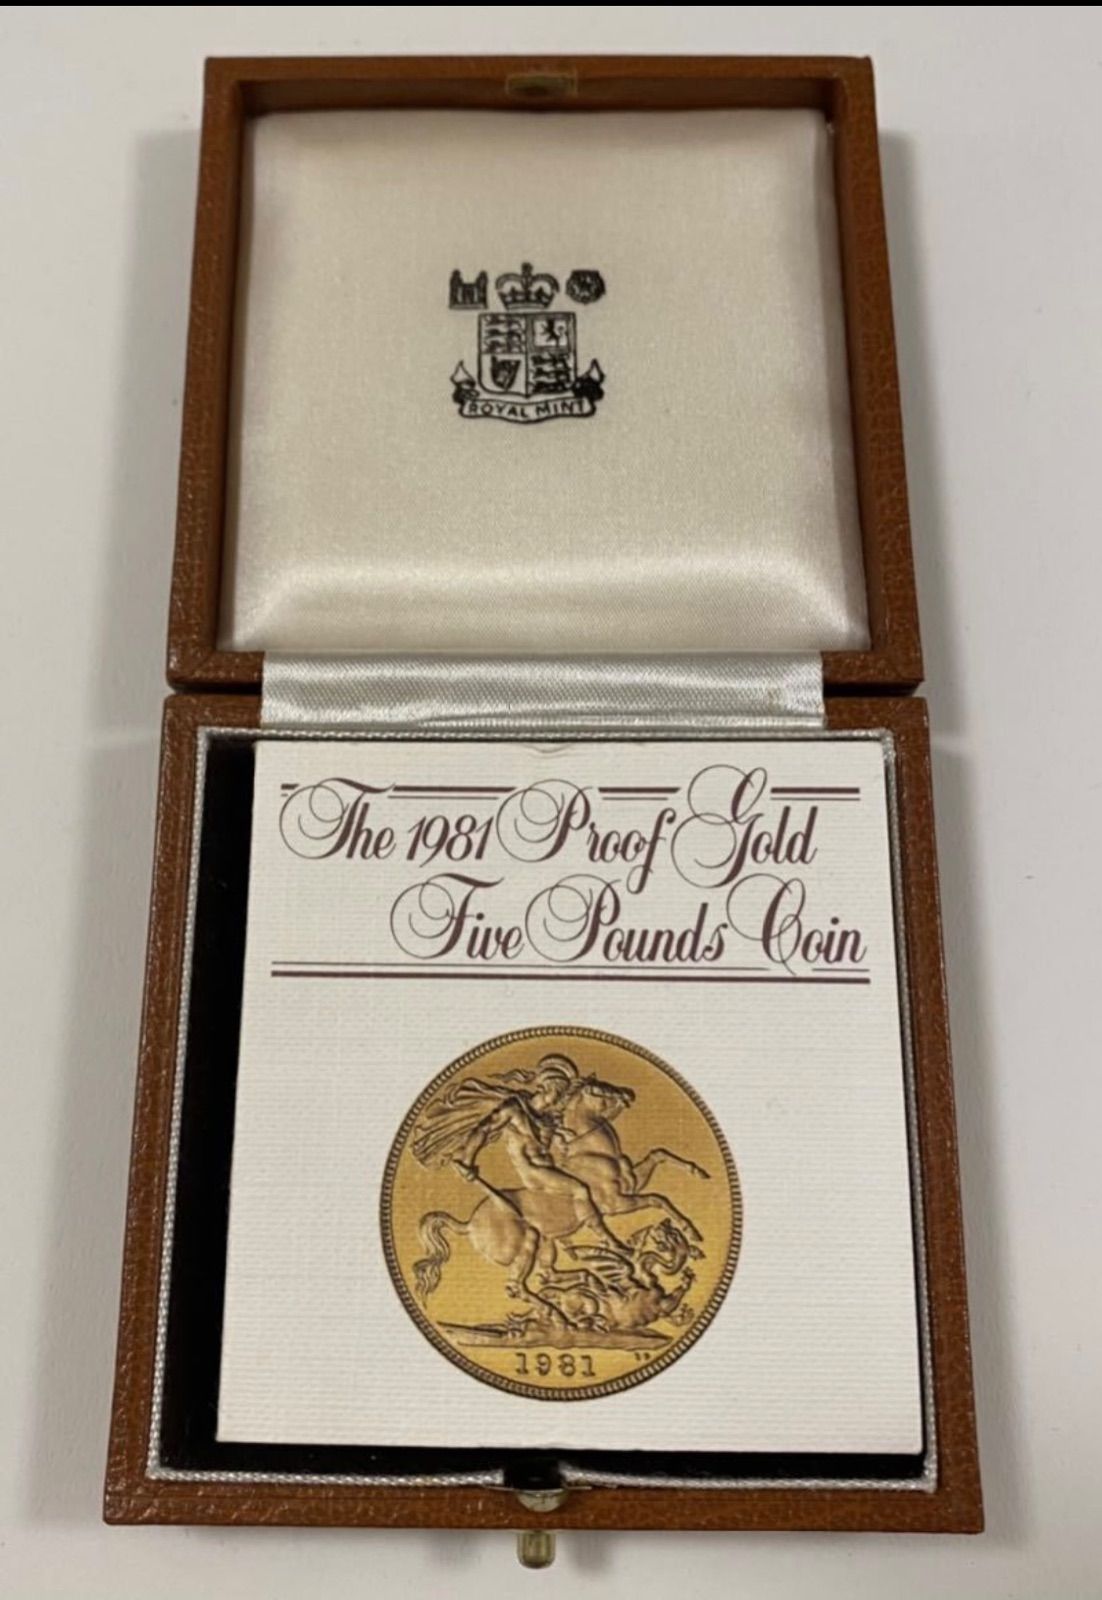 ROYAL MINT
The 1981 Proof Gold
Five Pounds Coin
1981